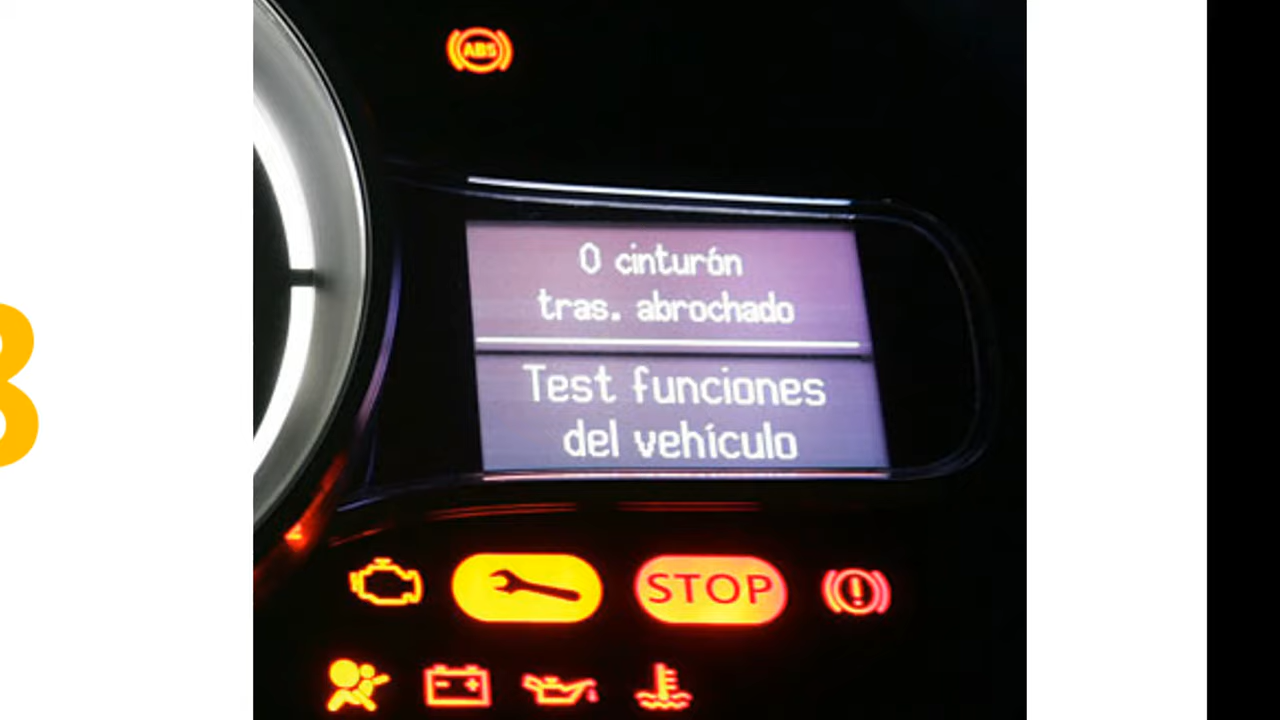 ABS
0 cinturón
tras. abrochado
Test funciones
del vehículo
STOP